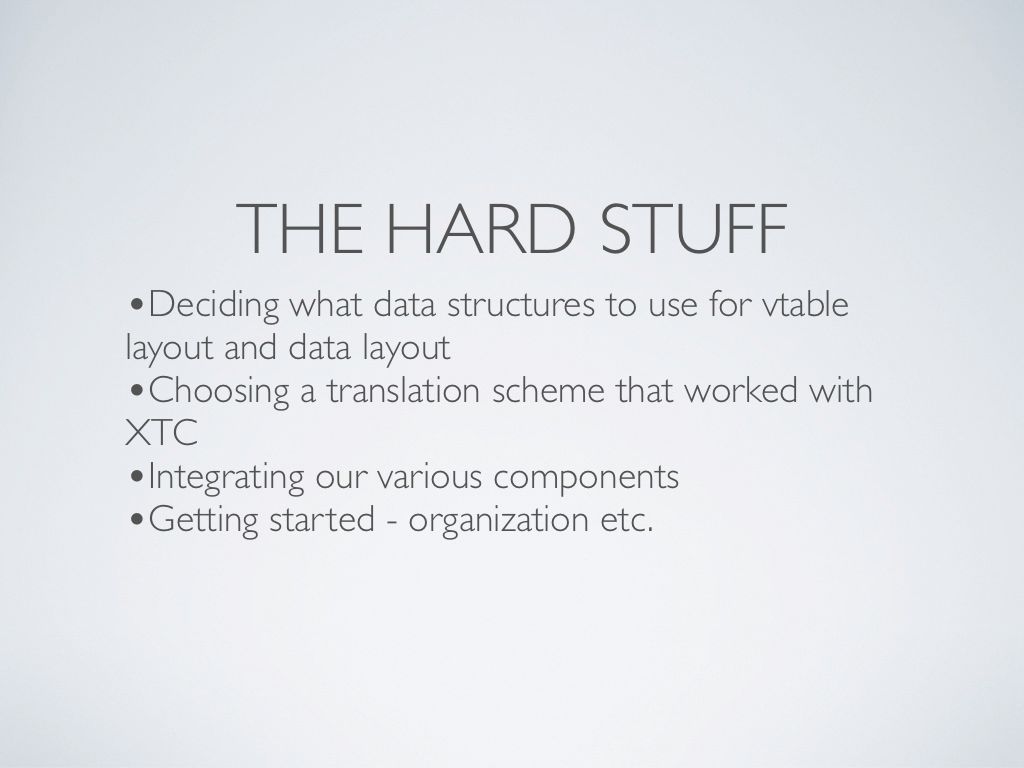 THE HARD STUFF
•Deciding what data structures to use for vtable
layout and data layout
•Choosing a translation scheme that worked with
XTC
•Integrating our various components
•Getting started - organization etc.